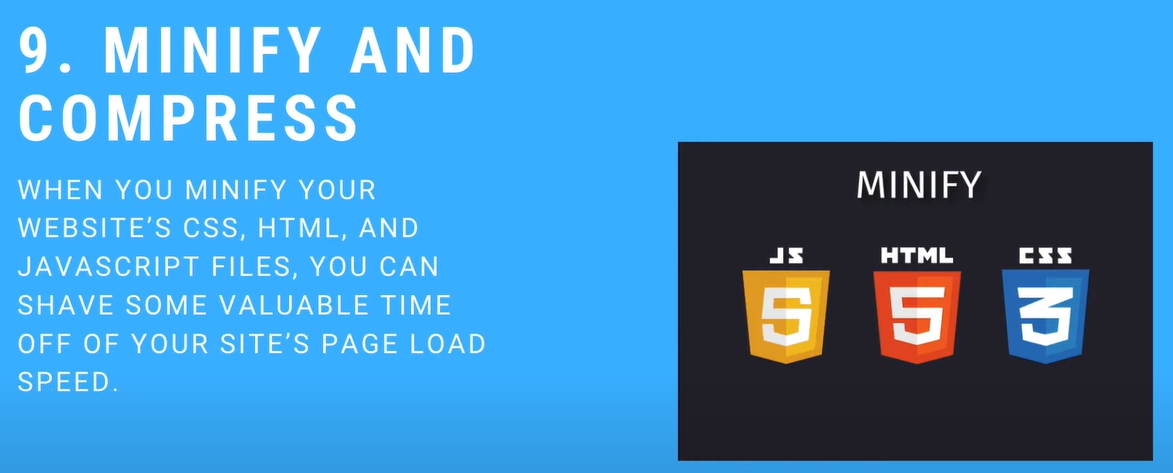 9. MINIFY AND
COMPRESS
WHEN YOU MINIFY YOUR
WEBSITE’S CSS, HTML, AND
JAVASCRIPT FILES, YOU CAN
SHAVE SOME VALUABLE TIME
OFF OF YOUR SITE’S PAGE LOAD
SPEED.
MINIFY
JS HTML CSS
5 5 3